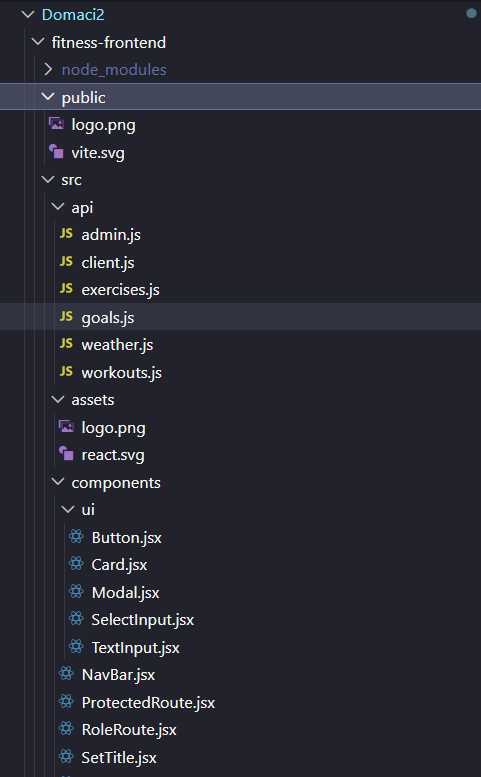 Domaci2
fitness-frontend
node_modules
public
logo.png
vite.svg
src
api
JS admin.js
JS client.js
JS exercises.js
JS goals.js
JS weather.js
JS workouts.js
assets
logo.png
react.svg
components
ui
Button.jsx
Card.jsx
Modal.jsx
SelectInput.jsx
TextInput.jsx
NavBar.jsx
ProtectedRoute.jsx
RoleRoute.jsx
SetTitle.jsx